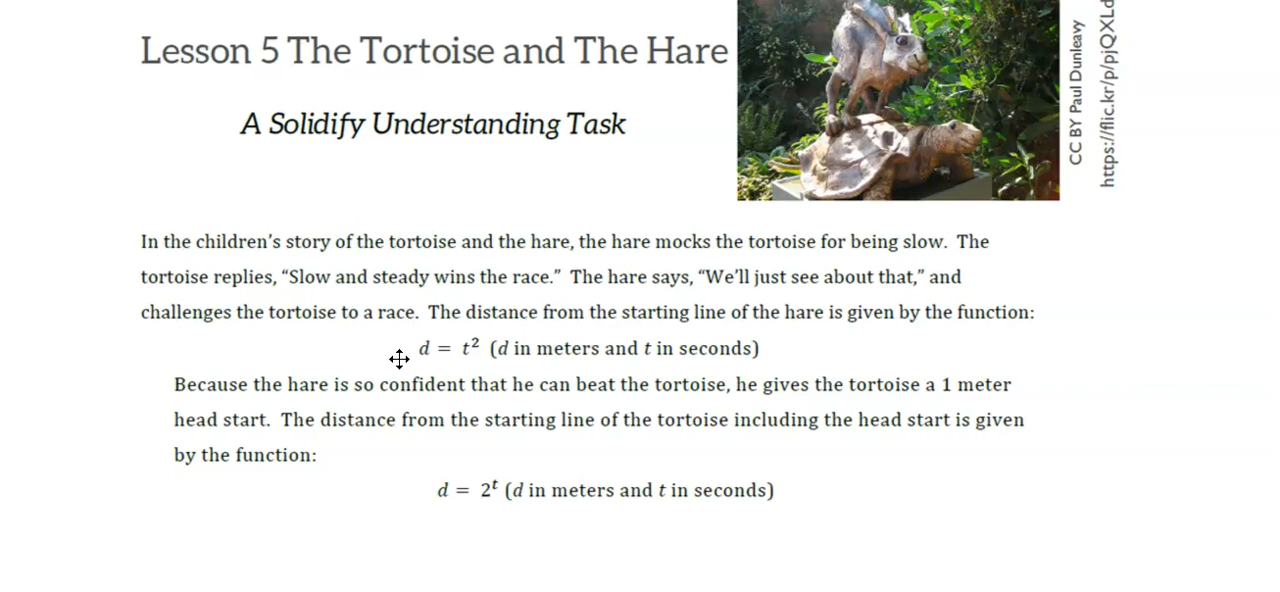 Lesson 5 The Tortoise and The Hare
A Solidify Understanding Task
CC BY Paul Dunleavy
https://flic.kr/p/pjQXLd
In the children's story of the tortoise and the hare, the hare mocks the tortoise for being slow.  The
tortoise replies, “Slow and steady wins the race.”  The hare says, “We'll just see about that,” and
challenges the tortoise to a race.  The distance from the starting line of the hare is given by the function:
d = t² (d in meters and t in seconds)
Because the hare is so confident that he can beat the tortoise, he gives the tortoise a 1 meter
head start.  The distance from the starting line of the tortoise including the head start is given
by the function:
d = 2ᵗ (d in meters and t in seconds)